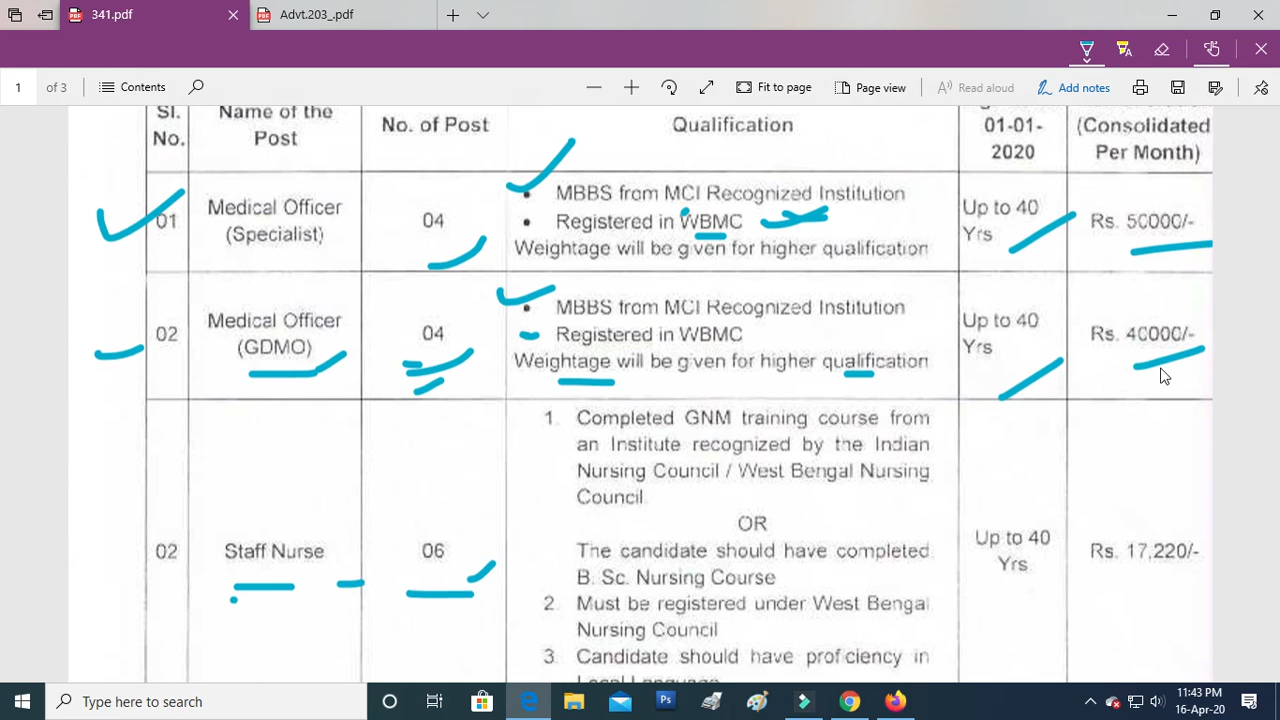 341.pdf
Advt.203_.pdf
1 of 3
Contents
Fit to page
Page view
Read aloud
Add notes
Sl. No.
Name of the Post
No. of Post
Qualification
01-01-2020
(Consolidated Per Month)
01
Medical Officer (Specialist)
04
• MBBS from MCI Recognized Institution
• Registered in WBMC
Weightage will be given for higher qualification
Up to 40 Yrs
Rs. 50000/-
02
Medical Officer (GDMO)
04
• MBBS from MCI Recognized Institution
Registered in WBMC
Weightage will be given for higher qualification
Up to 40 Yrs
Rs. 40000/-
02
Staff Nurse
06
1. Completed GNM training course from
an Institute recognized by the Indian
Nursing Council / West Bengal Nursing
Council.
OR
The candidate should have completed
B. Sc. Nursing Course
2. Must be registered under West Bengal
Nursing Council
3. Candidate should have proficiency in
Local Language
Up to 40 Yrs
Rs. 17,220/-
Type here to search
11:43 PM
16-Apr-20